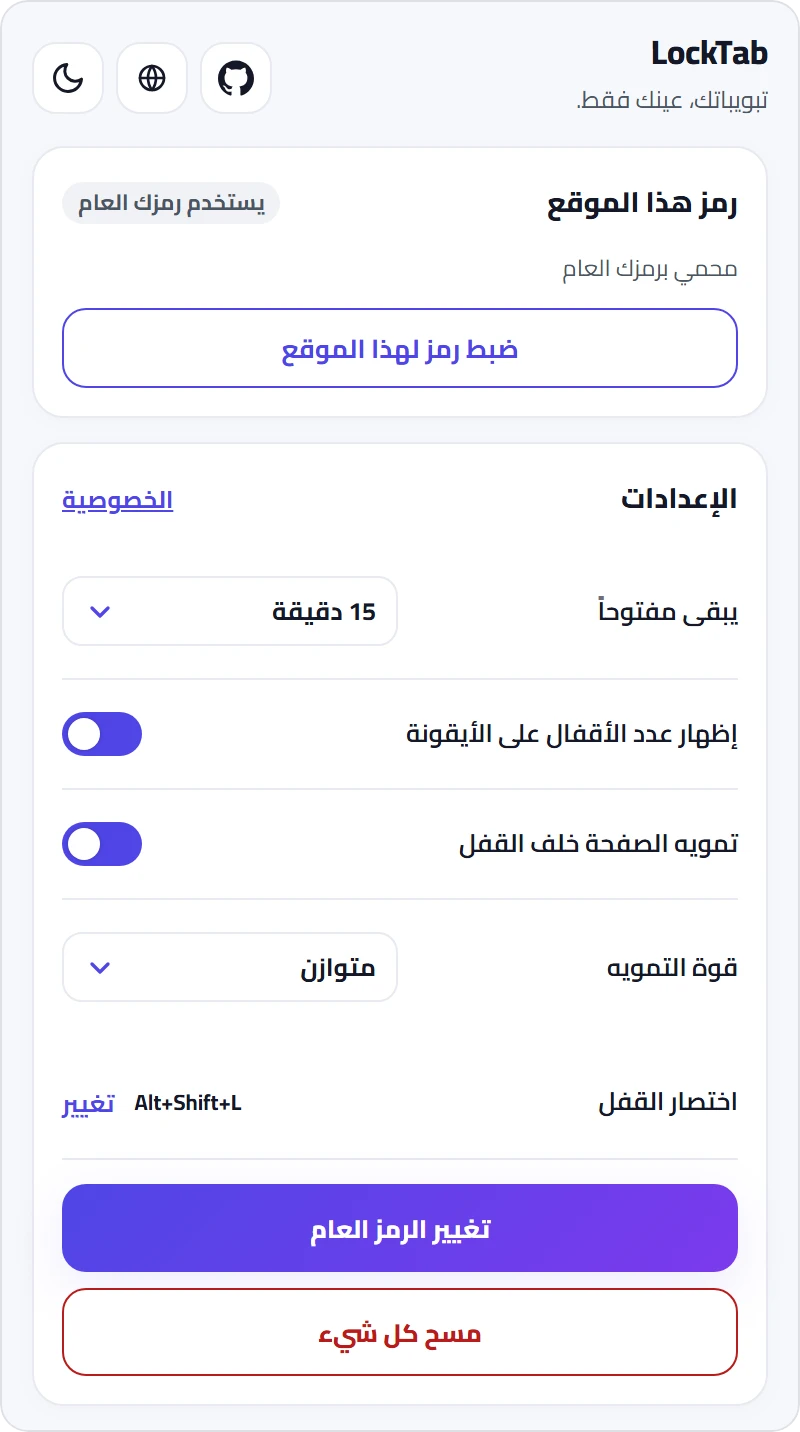 LockTab
تبويباتك، عينك فقط.
رمز هذا الموقع
يستخدم رمزك العام
محمي برمزك العام
ضبط رمز لهذا الموقع
الإعدادات
الخصوصية
يبقى مفتوحاً
15 دقيقة
إظهار عدد الأقفال على الأيقونة
تمويه الصفحة خلف القفل
قوة التمويه
متوازن
اختصار القفل
Alt+Shift+L
تغيير
تغيير الرمز العام
مسح كل شيء